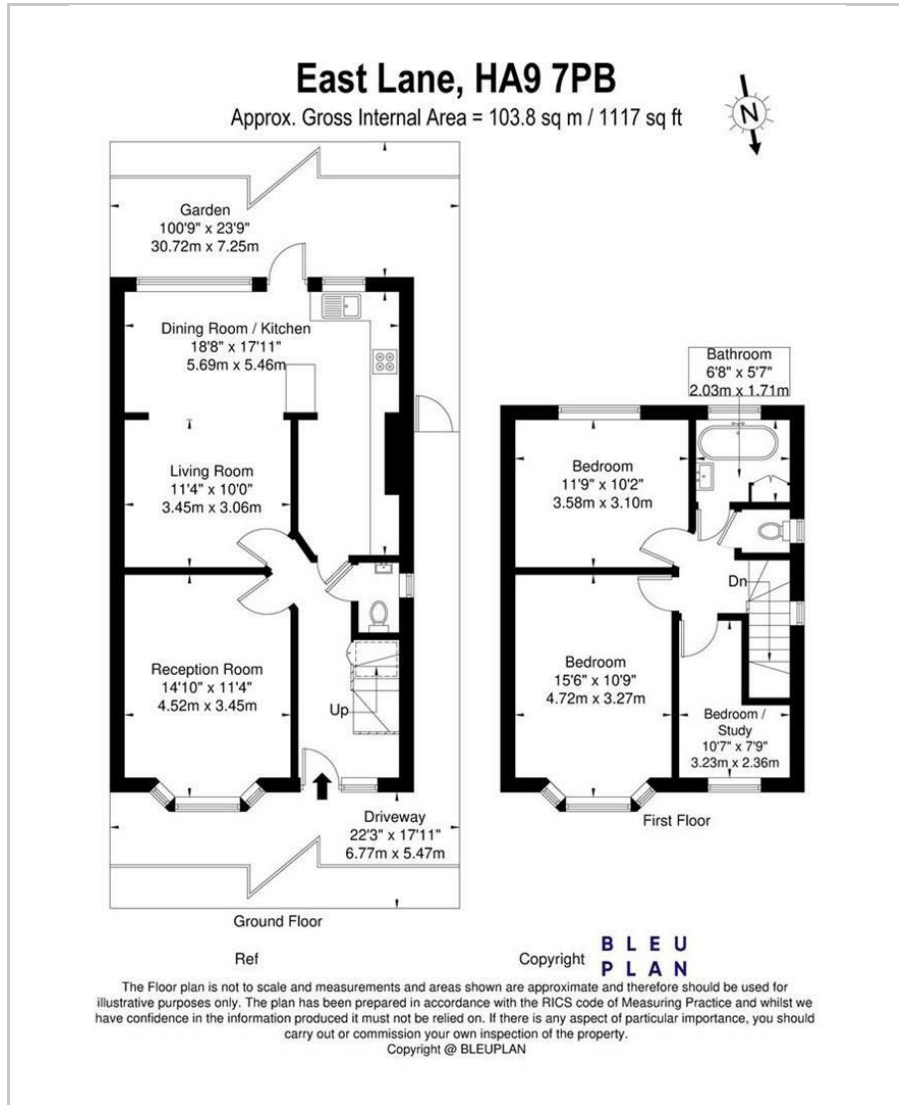 East Lane, HA9 7PB
Approx. Gross Internal Area = 103.8 sq m / 1117 sq ft
N
Garden
100'9" x 23'9"
30.72m x 7.25m
Dining Room / Kitchen
18'8" x 17'11"
5.69m x 5.46m
Living Room
11'4" x 10'0"
3.45m x 3.06m
Reception Room
14'10" x 11'4"
4.52m x 3.45m
Up
Driveway
22'3" x 17'11"
6.77m x 5.47m
Ground Floor
Bathroom
6'8" x 5'7"
2.03m x 1.71m
Bedroom
11'9" x 10'2"
3.58m x 3.10m
Dn
Bedroom
15'6" x 10'9"
4.72m x 3.27m
Bedroom /
Study
10'7" x 7'9"
3.23m x 2.36m
First Floor
Ref
Copyright
BLEU
PLAN
The Floor plan is not to scale and measurements and areas shown are approximate and therefore should be used for
illustrative purposes only. The plan has been prepared in accordance with the RICS code of Measuring Practice and whilst we
have confidence in the information produced it must not be relied on. If there is any aspect of particular importance, you should
carry out or commission your own inspection of the property.
Copyright @ BLEUPLAN